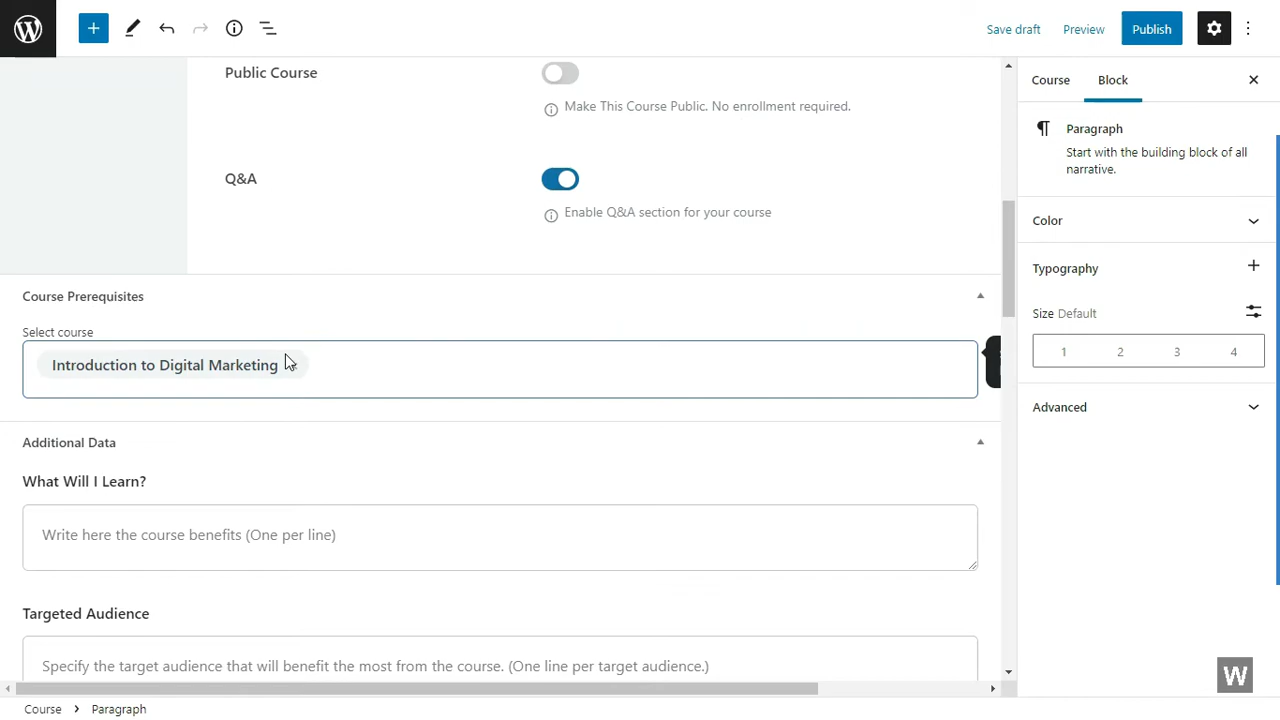 Save draft
Preview
Publish
Public Course
Make This Course Public. No enrollment required.
Q&A
Enable Q&A section for your course
Course Prerequisites
Select course
Introduction to Digital Marketing
Additional Data
What Will I Learn?
Write here the course benefits (One per line)
Targeted Audience
Specify the target audience that will benefit the most from the course. (One line per target audience.)
Course
Block
Paragraph
Start with the building block of all
narrative.
Color
Typography
Size Default
1 2 3 4
Advanced
W
Course > Paragraph